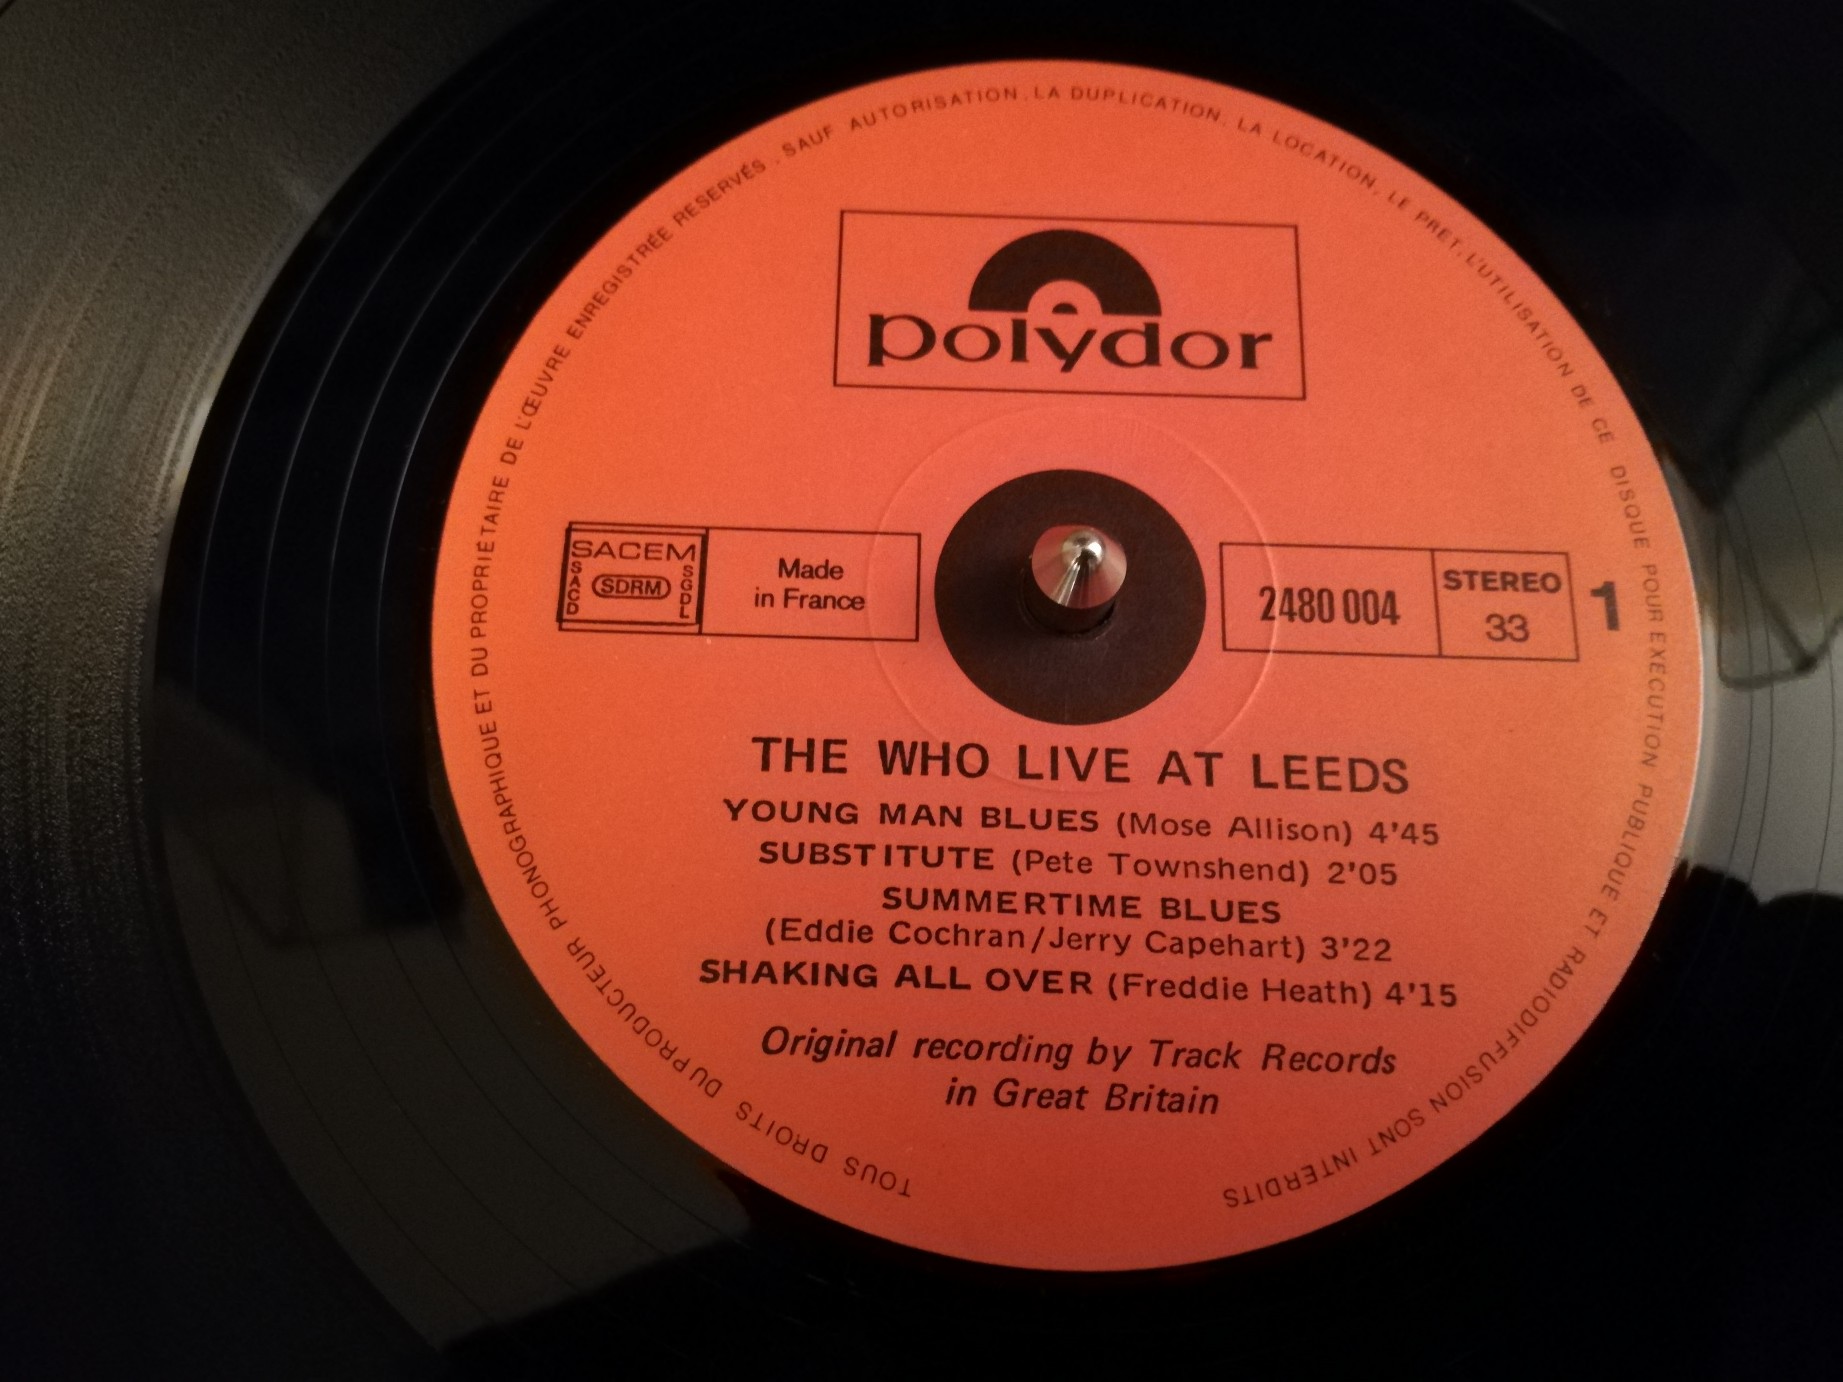 TOUS DROITS DU PRODUCTEUR PHONOGRAPHIQUE ET DU PROPRIÉTAIRE DE L'ŒUVRE ENREGISTRÉE RESERVÉS . SAUF AUTORISATION . LA DUPLICATION . LA LOCATION, LE PRET, L'UTILISATION DE CE DISQUE POUR EXÉCUTION PUBLIQUE ET RADIODIFFUSION SONT INTERDITS
polydor
SACEM
SACD
SDRM
SGDL
Made
in France
2480 004
STEREO
33
1
THE WHO LIVE AT LEEDS
YOUNG MAN BLUES (Mose Allison) 4'45
SUBSTITUTE (Pete Townshend) 2'05
SUMMERTIME BLUES
(Eddie Cochran/Jerry Capehart) 3'22
SHAKING ALL OVER (Freddie Heath) 4'15
Original recording by Track Records
in Great Britain